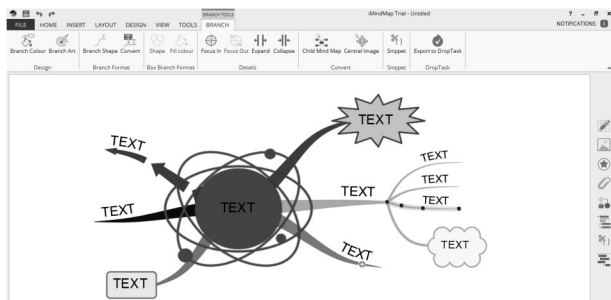 BRANCH TOOLS
iMindMap Trial - Untitled
FILE HOME INSERT LAYOUT DESIGN VIEW TOOLS BRANCH
NOTIFICATIONS
Branch Colour Branch Art Branch Shape Convert Shape Fill colour Focus In Focus Out Expand Collapse Child Mind Map Central Image Snippet Export to DropTask
Design Branch Format Box Branch Format Details Convert Snippet DropTask
TEXT
TEXT
TEXT
TEXT
TEXT
TEXT
TEXT
TEXT
TEXT
TEXT
TEXT